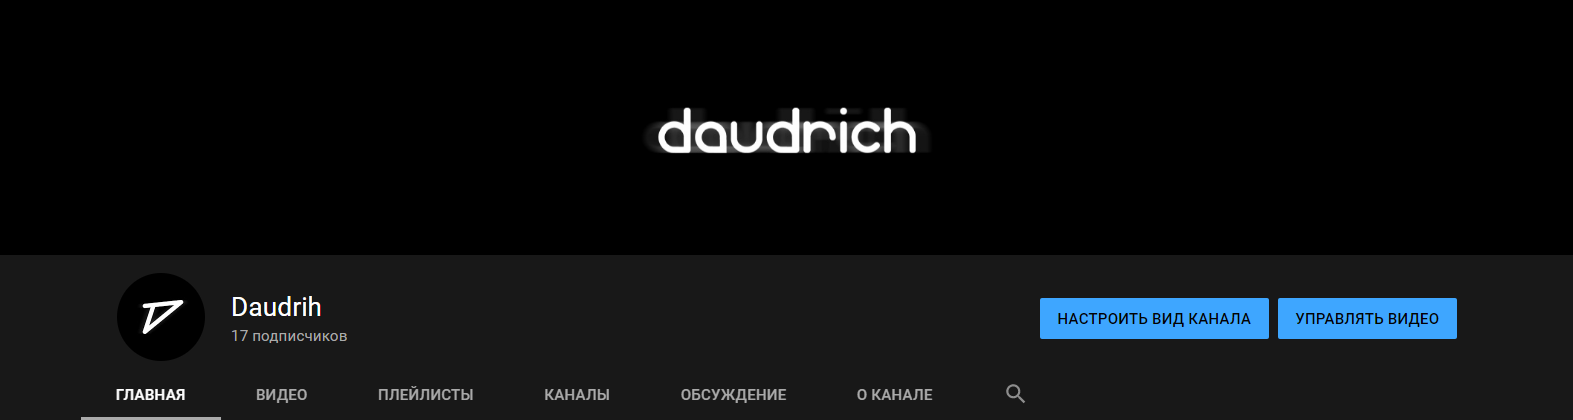 daudrich
Daudrih
17 подписчиков
НАСТРОИТЬ ВИД КАНАЛА УПРАВЛЯТЬ ВИДЕО
ГЛАВНАЯ ВИДЕО ПЛЕЙЛИСТЫ КАНАЛЫ ОБСУЖДЕНИЕ О КАНАЛЕ